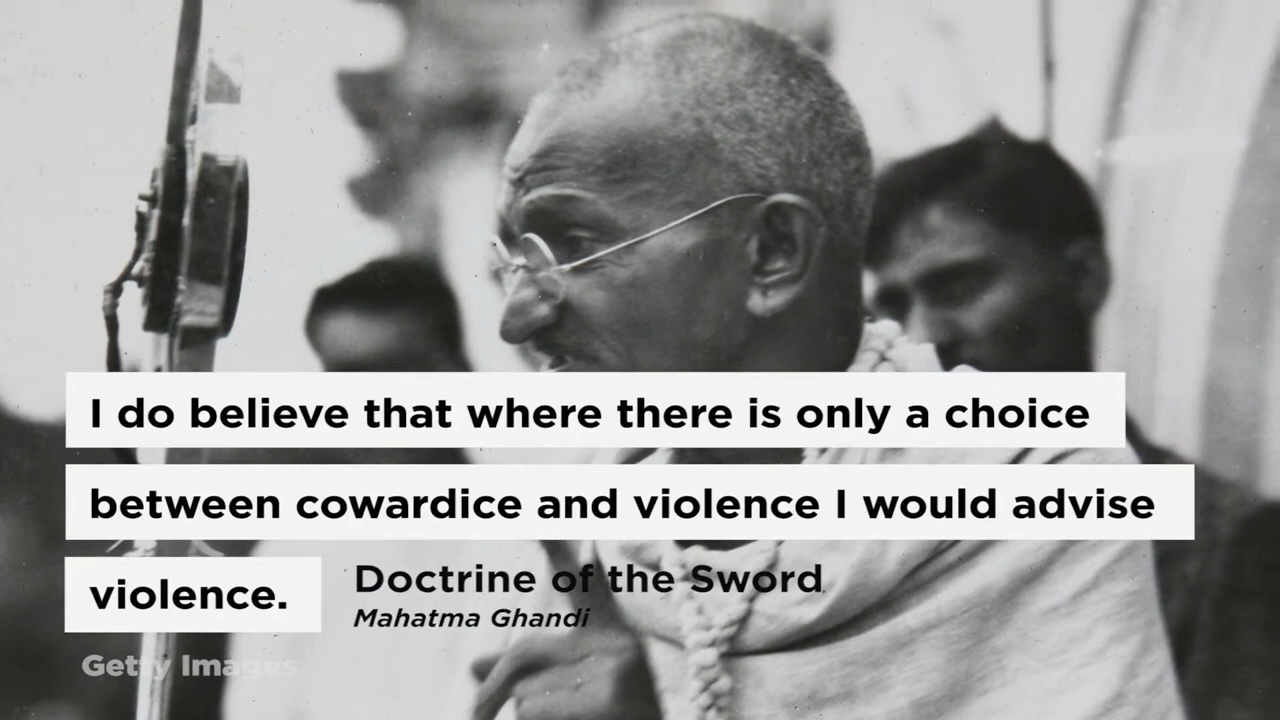 I do believe that where there is only a choice
between cowardice and violence I would advise
violence.
Doctrine of the Sword
Mahatma Ghandi
Getty Images